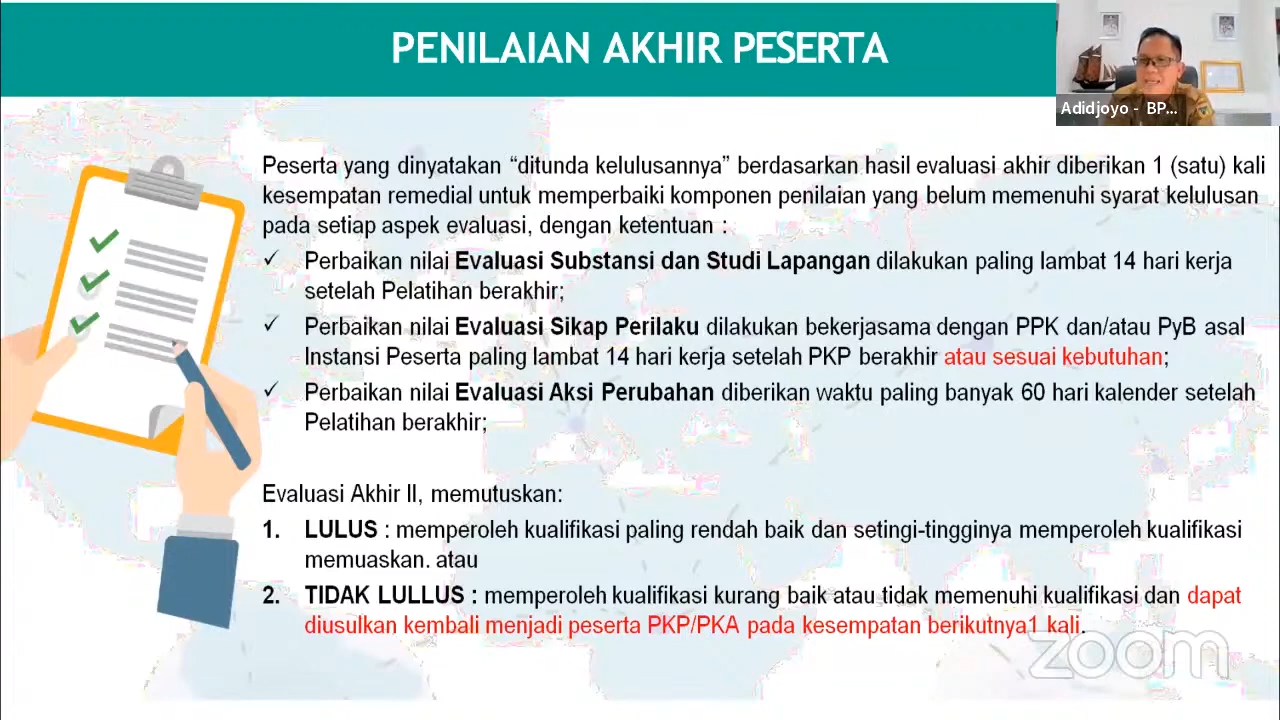 PENILAIAN AKHIR PESERTA
Adidjoyo - BP...
Peserta yang dinyatakan “ditunda kelulusannya” berdasarkan hasil evaluasi akhir diberikan 1 (satu) kali
kesempatan remedial untuk memperbaiki komponen penilaian yang belum memenuhi syarat kelulusan
pada setiap aspek evaluasi, dengan ketentuan :
✓ Perbaikan nilai Evaluasi Substansi dan Studi Lapangan dilakukan paling lambat 14 hari kerja
setelah Pelatihan berakhir;
✓ Perbaikan nilai Evaluasi Sikap Perilaku dilakukan bekerjasama dengan PPK dan/atau PyB asal
Instansi Peserta paling lambat 14 hari kerja setelah PKP berakhir atau sesuai kebutuhan;
✓ Perbaikan nilai Evaluasi Aksi Perubahan diberikan waktu paling banyak 60 hari kalender setelah
Pelatihan berakhir;
Evaluasi Akhir II, memutuskan:
1. LULUS : memperoleh kualifikasi paling rendah baik dan setingi-tingginya memperoleh kualifikasi
memuaskan. atau
2. TIDAK LULLUS : memperoleh kualifikasi kurang baik atau tidak memenuhi kualifikasi dan dapat
diusulkan kembali menjadi peserta PKP/PKA pada kesempatan berikutnya1 kali.
zoom